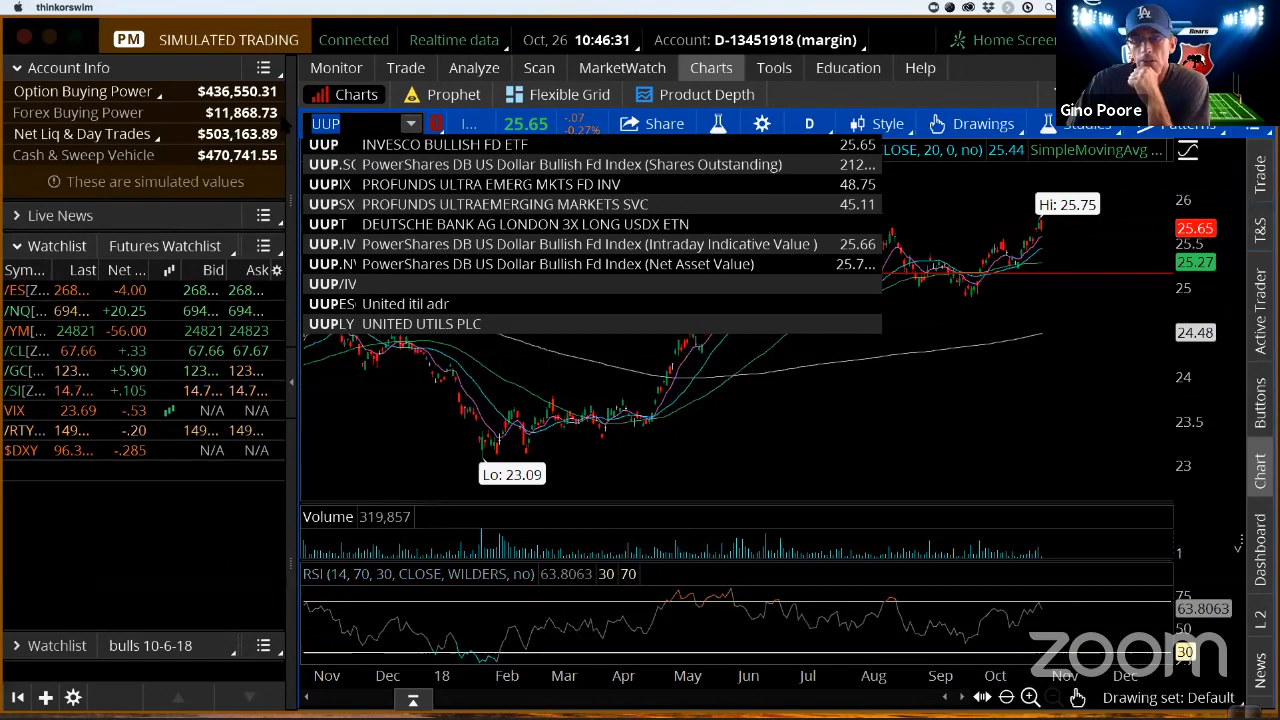 thinkorswim
PM SIMULATED TRADING Connected Realtime data Oct, 26 10:46:31 Account: D-13451918 (margin) Home Screen
Account Info
Option Buying Power $436,550.31
Forex Buying Power $11,868.73
Net Liq & Day Trades $503,163.89
Cash & Sweep Vehicle $470,741.55
These are simulated values
Live News
Watchlist Futures Watchlist
Sym... Last Net ... Bid Ask
/ES[Z... 268... -4.00 268... 268...
/NQ[... 694... +20.25 694... 694...
/YM[... 24821 -56.00 24821 24823
/CL[Z... 67.66 +.33 67.66 67.67
/GC[... 123... +5.90 123... 123...
/SI[Z... 14.7... +.105 14.7... 14.7...
VIX 23.69 -.53 N/A N/A
/RTY... 149... -.20 149... 149...
$DXY 96.3... -.285 N/A N/A
Watchlist bulls 10-6-18
Monitor Trade Analyze Scan MarketWatch Charts Tools Education Help
Charts Prophet Flexible Grid Product Depth
UUP I... 25.65 -.07 -0.27% Share D Style Drawings Studies Patterns
UUP INVESCO BULLISH FD ETF 25.65
UUP.SC PowerShares DB US Dollar Bullish Fd Index (Shares Outstanding) 212...
UUPIX PROFUNDS ULTRA EMERG MKTS FD INV 48.75
UUPSX PROFUNDS ULTRAEMERGING MARKETS SVC 45.11
UUPT DEUTSCHE BANK AG LONDON 3X LONG USDX ETN
UUP.IV PowerShares DB US Dollar Bullish Fd Index (Intraday Indicative Value ) 25.66
UUP.NV PowerShares DB US Dollar Bullish Fd Index (Net Asset Value) 25.7...
UUP/IV
UUPES United itil adr
UUPLY UNITED UTILS PLC
CLOSE, 20, 0, no) 25.44 SimpleMovingAvg ...
Hi: 25.75
26
25.65
25.5
25.27
25
24.48
24
23.5
23
Lo: 23.09
Volume 319,857
1
RSI (14, 70, 30, CLOSE, WILDERS, no) 63.8063 30 70
75
63.8063
50
30
Nov Dec 18 Feb Mar Apr May Jun Jul Aug Sep Oct Nov Dec
Drawing set: Default
Trade
T&S
Active Trader
Buttons
Chart
Dashboard
L 2
News
Gino Poore
LA
zoom